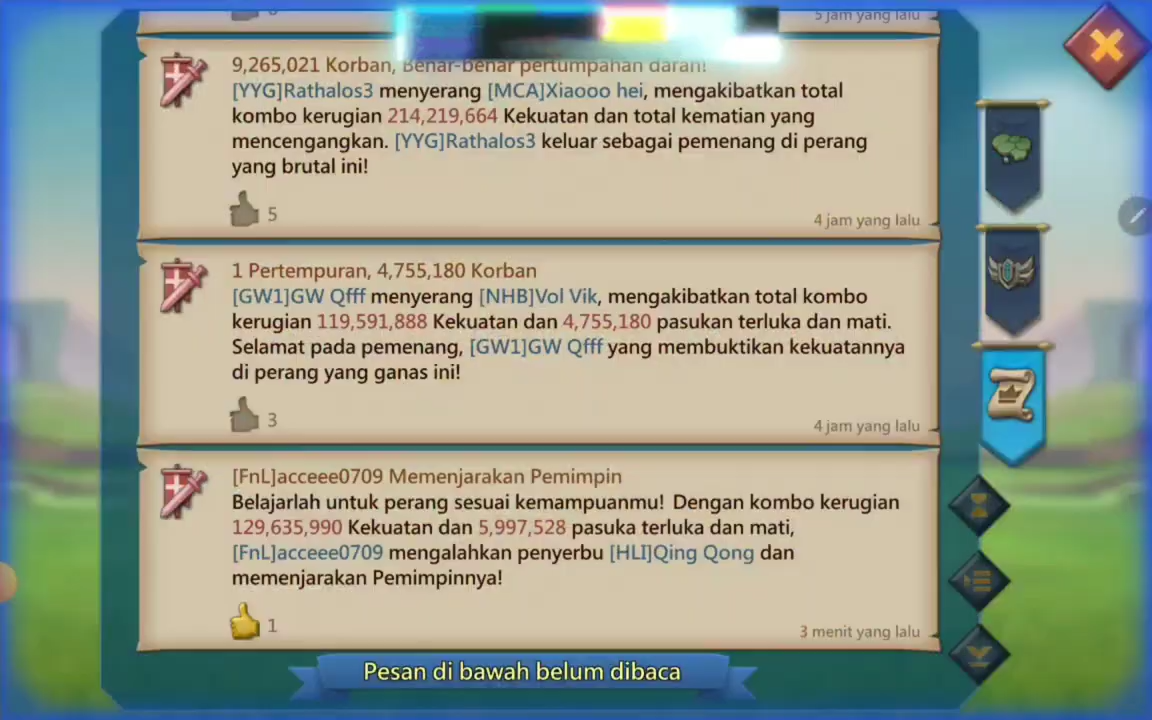 5 jam yang lalu
9,265,021 Korban, Benar-benar pertumpahan darah!
[YYG]Rathalos3 menyerang [MCA]Xiaooo hei, mengakibatkan total
kombo kerugian 214,219,664 Kekuatan dan total kematian yang
mencengangkan. [YYG]Rathalos3 keluar sebagai pemenang di perang
yang brutal ini!
5
4 jam yang lalu
1 Pertempuran, 4,755,180 Korban
[GW1]GW Qfff menyerang [NHB]Vol Vik, mengakibatkan total kombo
kerugian 119,591,888 Kekuatan dan 4,755,180 pasukan terluka dan mati.
Selamat pada pemenang, [GW1]GW Qfff yang membuktikan kekuatannya
di perang yang ganas ini!
3
4 jam yang lalu
[FnL]acceee0709 Memenjarakan Pemimpin
Belajarlah untuk perang sesuai kemampuanmu! Dengan kombo kerugian
129,635,990 Kekuatan dan 5,997,528 pasuka terluka dan mati,
[FnL]acceee0709 mengalahkan penyerbu [HLI]Qing Qong dan
memenjarakan Pemimpinnya!
1
3 menit yang lalu
Pesan di bawah belum dibaca